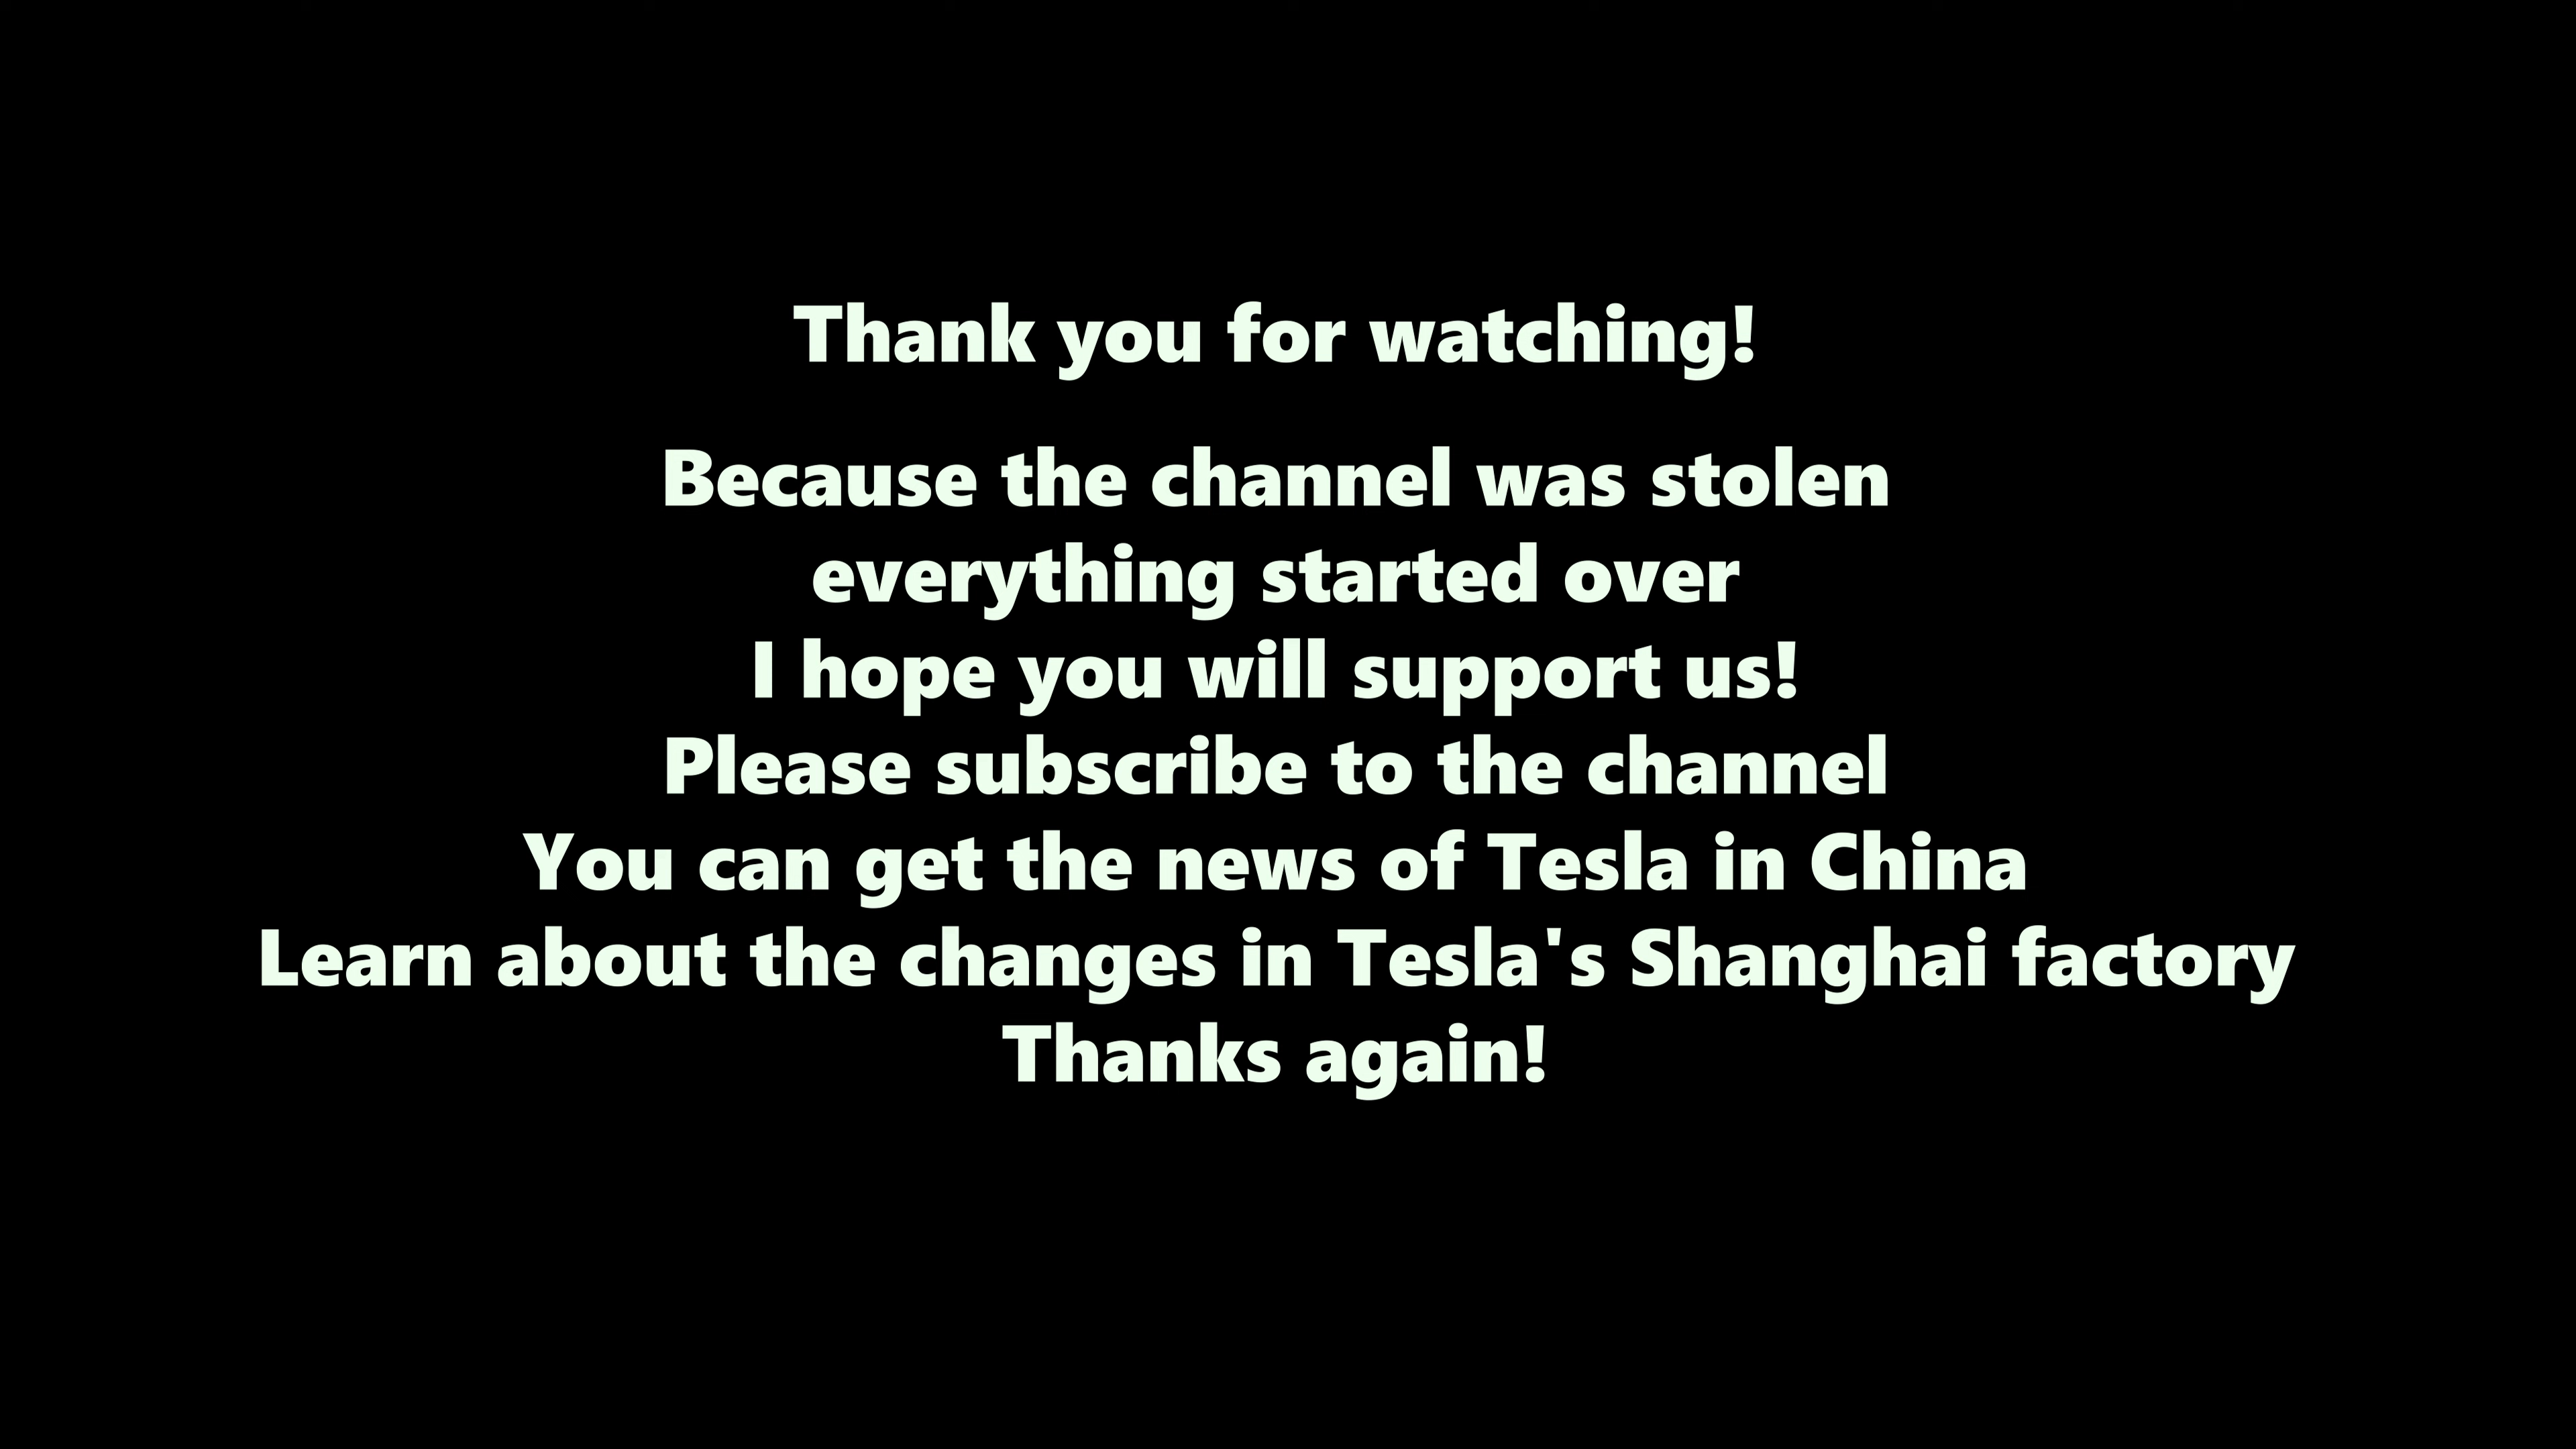 Thank you for watching!
Because the channel was stolen
everything started over
I hope you will support us!
Please subscribe to the channel
You can get the news of Tesla in China
Learn about the changes in Tesla's Shanghai factory
Thanks again!